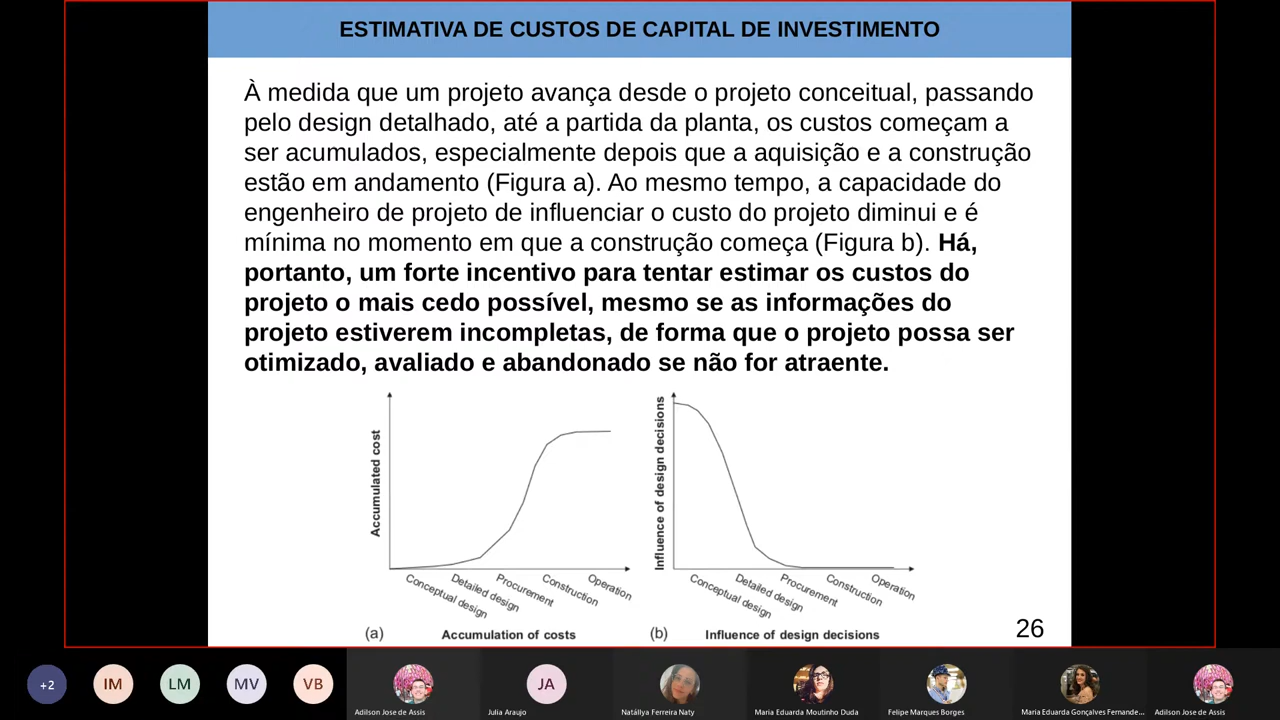 ESTIMATIVA DE CUSTOS DE CAPITAL DE INVESTIMENTO
À medida que um projeto avança desde o projeto conceitual, passando
pelo design detalhado, até a partida da planta, os custos começam a
ser acumulados, especialmente depois que a aquisição e a construção
estão em andamento (Figura a). Ao mesmo tempo, a capacidade do
engenheiro de projeto de influenciar o custo do projeto diminui e é
mínima no momento em que a construção começa (Figura b). Há,
portanto, um forte incentivo para tentar estimar os custos do
projeto o mais cedo possível, mesmo se as informações do
projeto estiverem incompletas, de forma que o projeto possa ser
otimizado, avaliado e abandonado se não for atraente.
Accumulated cost
Conceptual design
Detailed design
Procurement
Construction
Operation
(a)
Accumulation of costs
Influence of design decisions
Conceptual design
Detailed design
Procurement
Construction
Operation
(b)
Influence of design decisions
26
+2
IM
LM
MV
VB
Adilson Jose de Assis
JA
Julia Araujo
Natállya Ferreira Naty
Maria Eduarda Moutinho Duda
Felipe Marques Borges
Maria Eduarda Gonçalves Fernande...
Adilson Jose de Assis